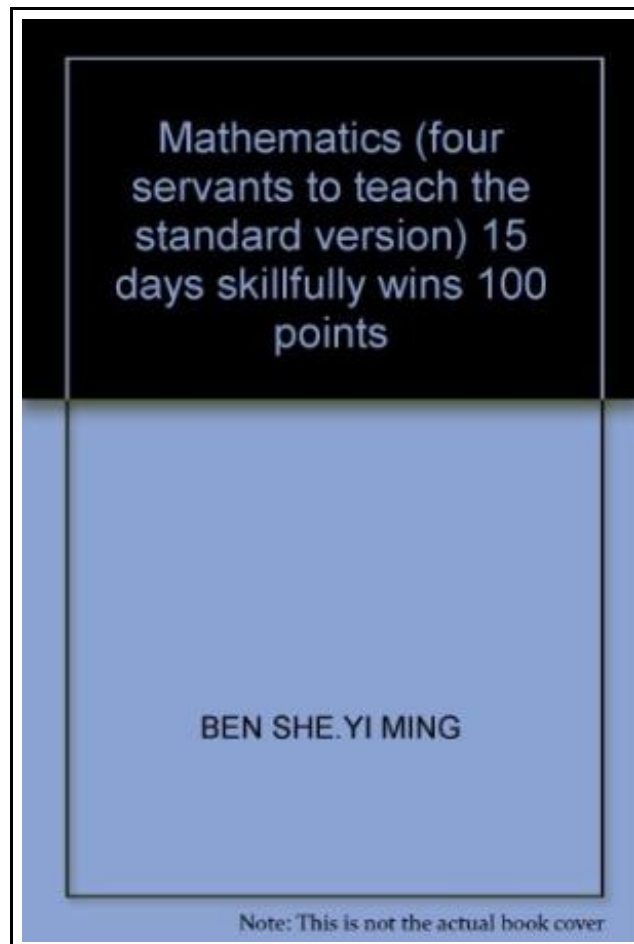 Mathematics (four
servants to teach the
standard version) 15
days skillfully wins 100
points
BEN SHE.YI MING
Note: This is not the actual book cover